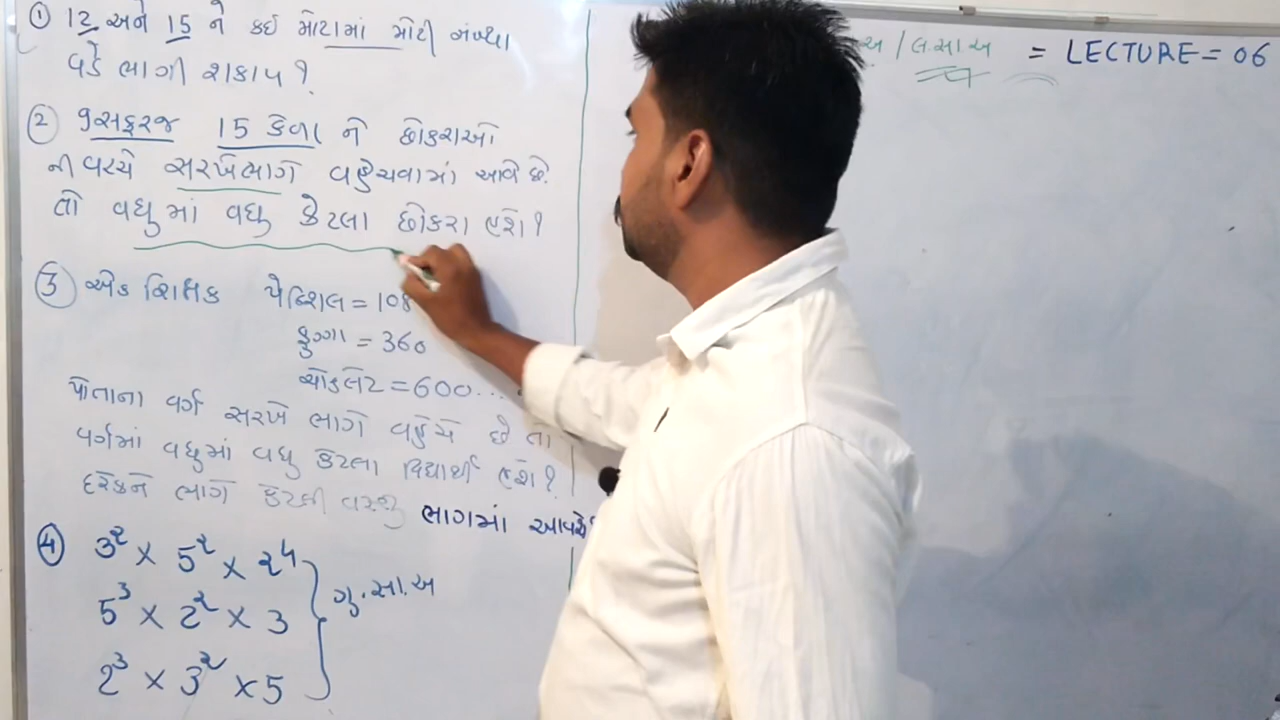 ① 12 અને 15 ને કઈ મોટામાં મોટી સંખ્યા
વડે ભાગી શકાય ?
② 9 સફરજ 15 કેળા ને છોકરાઓ
ની વચ્ચે સરખેભાગે વહેચવામાં આવે છે.
તો વધુમાં વધુ કેટલા છોકરા હશે ?
③ એક શિક્ષક પેન્સિલ = 108
ફુગ્ગા = 360
ચોકલેટ = 600...
પોતાના વર્ગ સરખે ભાગે વહેચે છે તો
વર્ગમાં વધુમાં વધુ કેટલા વિદ્યાર્થી હશે ?
દરેકને ભાગે કેટલી વસ્તુ ભાગમાં આવશે
④ 3² × 5² × 2⁴
5³ × 2² × 3
2³ × 3² × 5
ગુ.સા.અ
અ / લ.સા.અ = LECTURE = 06